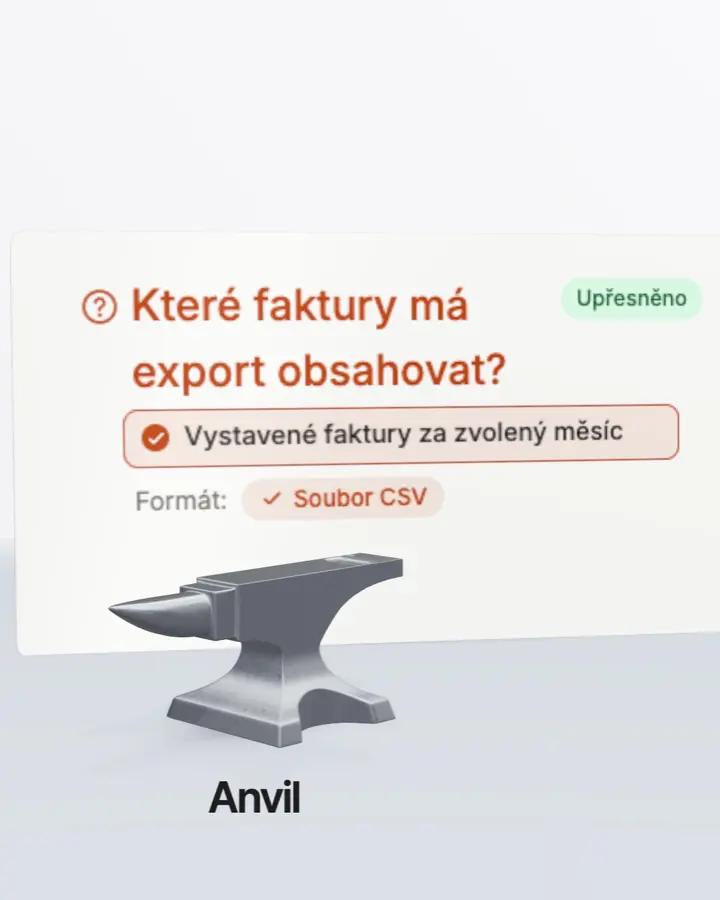 Které faktury má
Upřesněno
export obsahovat?
Vystavené faktury za zvolený měsíc
Formát: Soubor CSV
Anvil